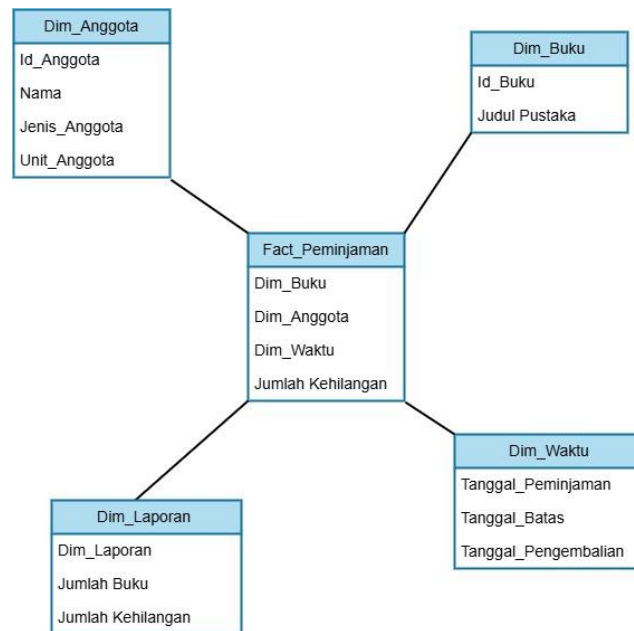 Dim_Anggota
Id_Anggota
Nama
Jenis_Anggota
Unit_Anggota
Dim_Buku
Id_Buku
Judul Pustaka
Fact_Peminjaman
Dim_Buku
Dim_Anggota
Dim_Waktu
Jumlah Kehilangan
Dim_Waktu
Tanggal_Peminjaman
Tanggal_Batas
Tanggal_Pengembalian
Dim_Laporan
Dim_Laporan
Jumlah Buku
Jumlah Kehilangan